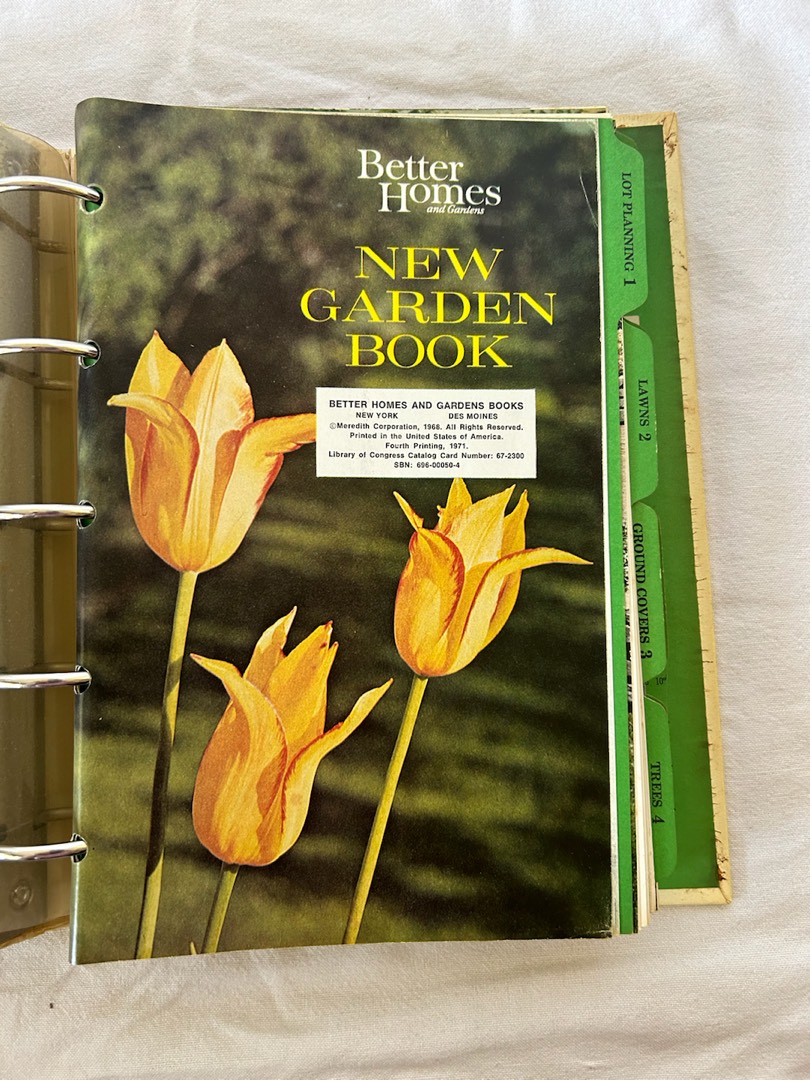 Better
Homes
and Gardens
NEW
GARDEN
BOOK
BETTER HOMES AND GARDENS BOOKS
NEW YORK DES MOINES
©Meredith Corporation, 1968. All Rights Reserved.
Printed in the United States of America.
Fourth Printing, 1971.
Library of Congress Catalog Card Number: 67-2300
SBN: 696-00050-4
LOT PLANNING 1
LAWNS 2
GROUND COVERS 3
TREES 4